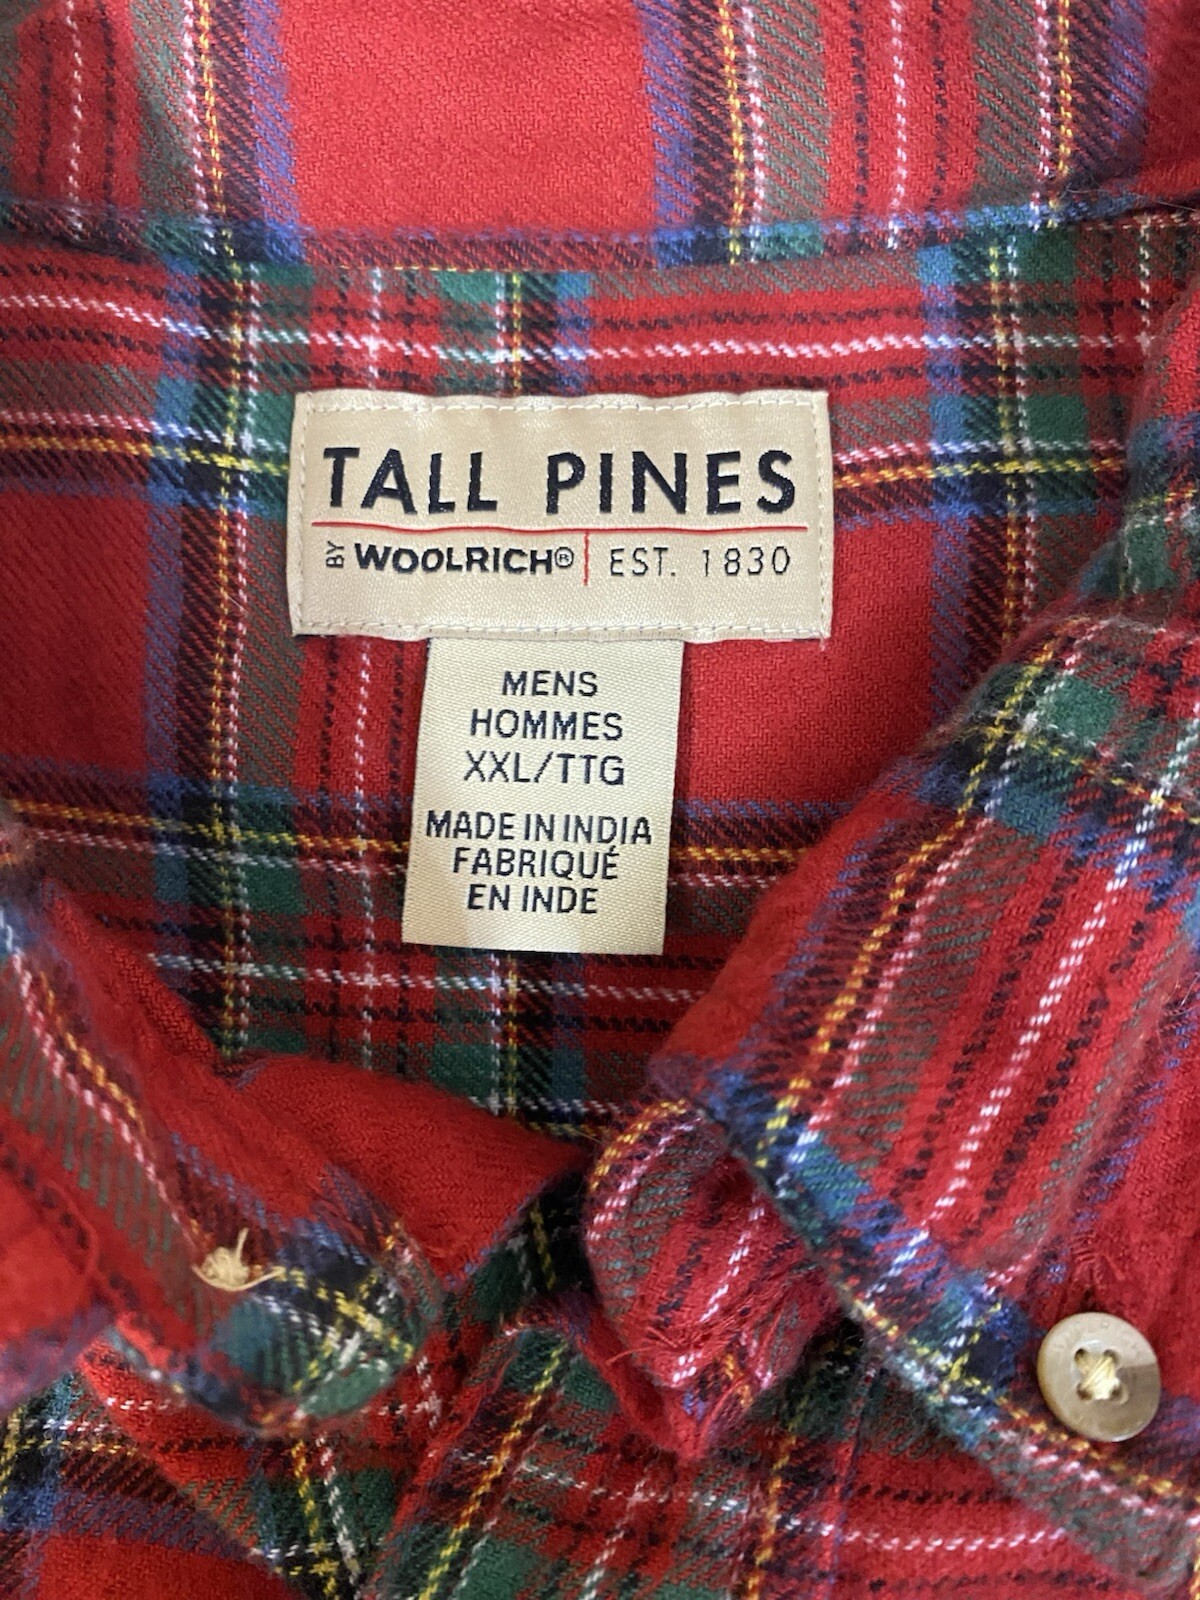 TALL PINES
BY WOOLRICH® EST. 1830
MENS
HOMMES
XXL/TTG
MADE IN INDIA
FABRIQUÉ
EN INDE